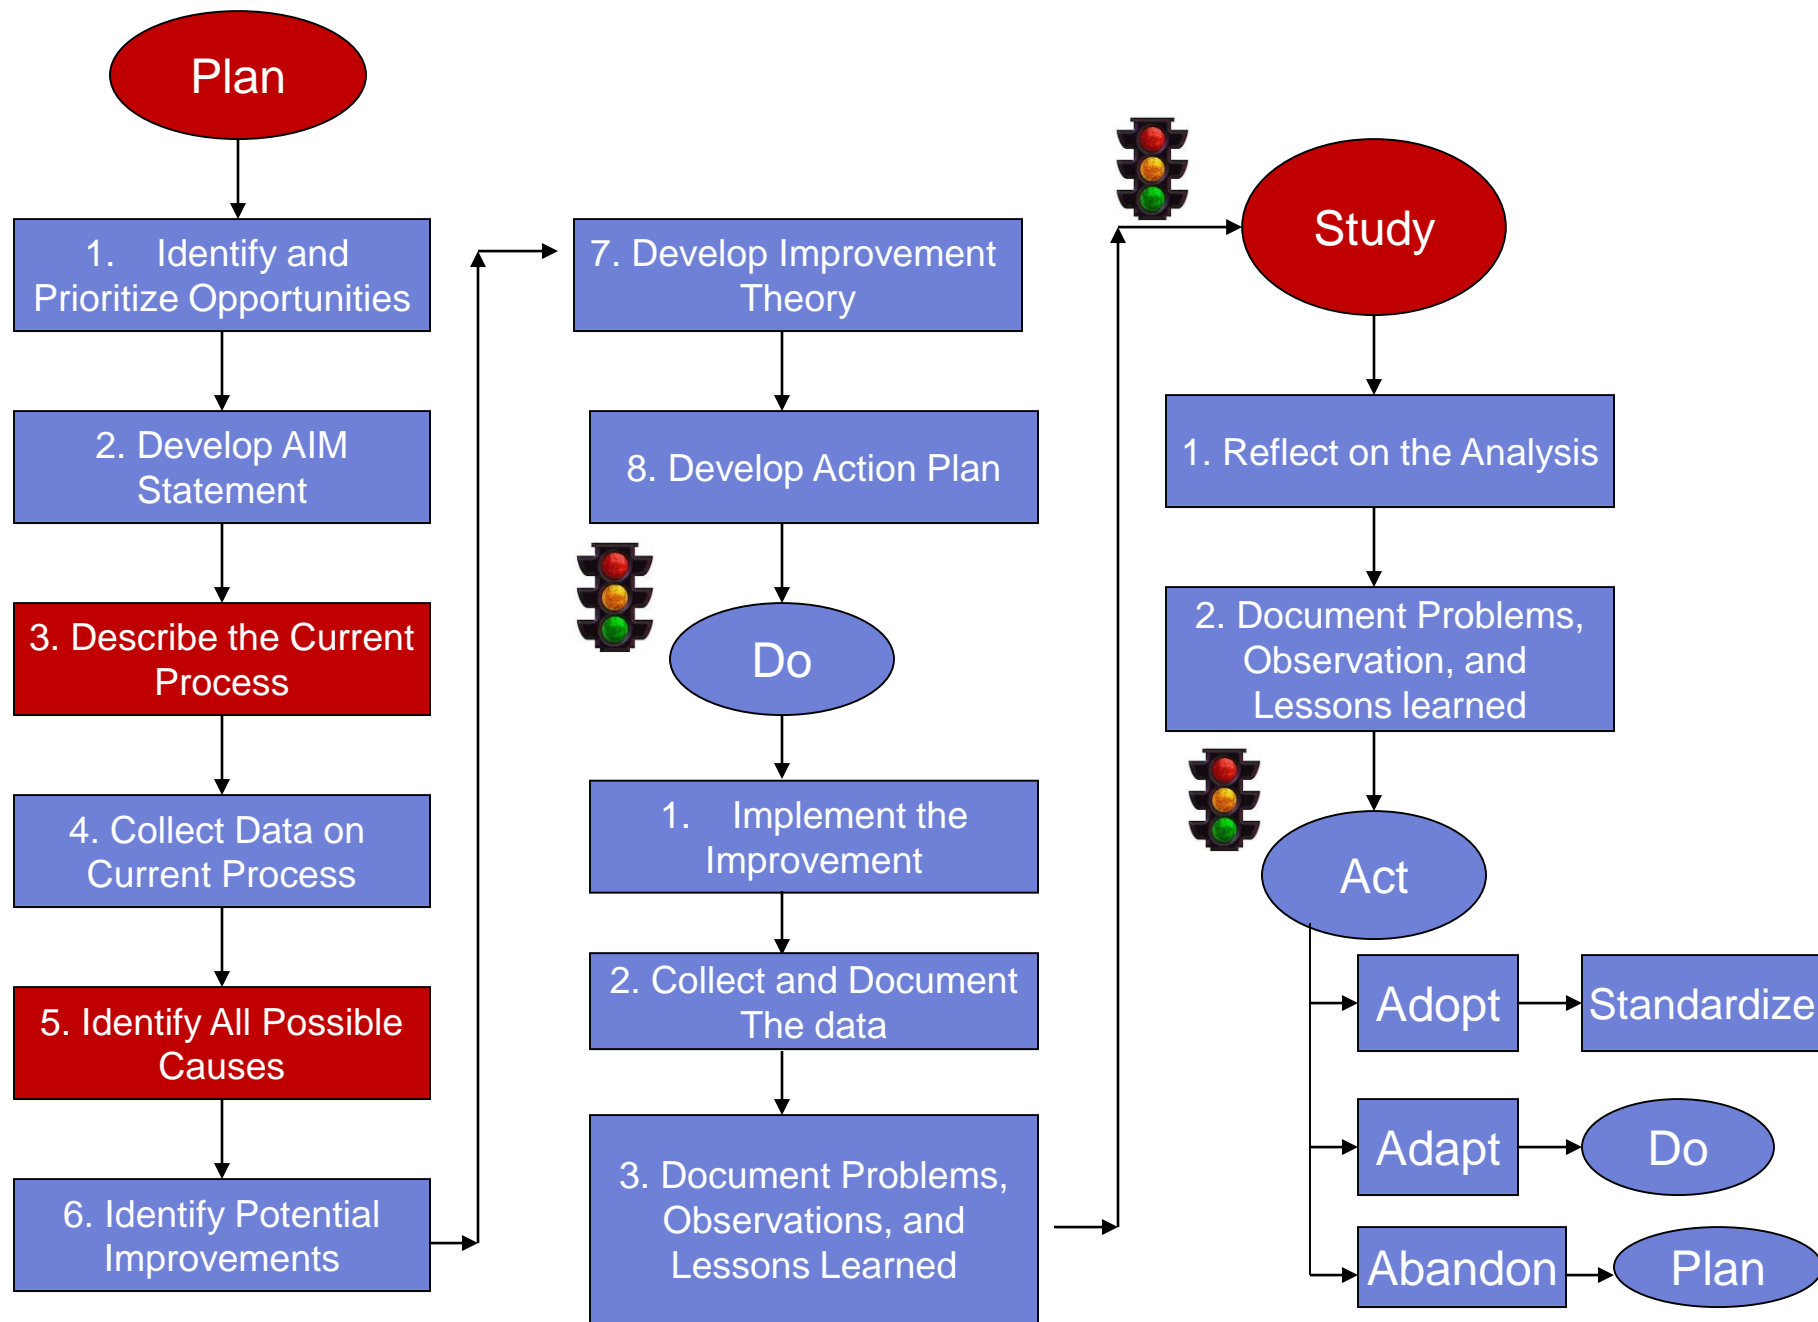 Plan
1. Identify and
Prioritize Opportunities
2. Develop AIM
Statement
3. Describe the Current
Process
4. Collect Data on
Current Process
5. Identify All Possible
Causes
6. Identify Potential
Improvements
7. Develop Improvement
Theory
8. Develop Action Plan
Do
1. Implement the
Improvement
2. Collect and Document
The data
3. Document Problems,
Observations, and
Lessons Learned
Study
1. Reflect on the Analysis
2. Document Problems,
Observation, and
Lessons learned
Act
Adopt
Standardize
Adapt
Do
Abandon
Plan